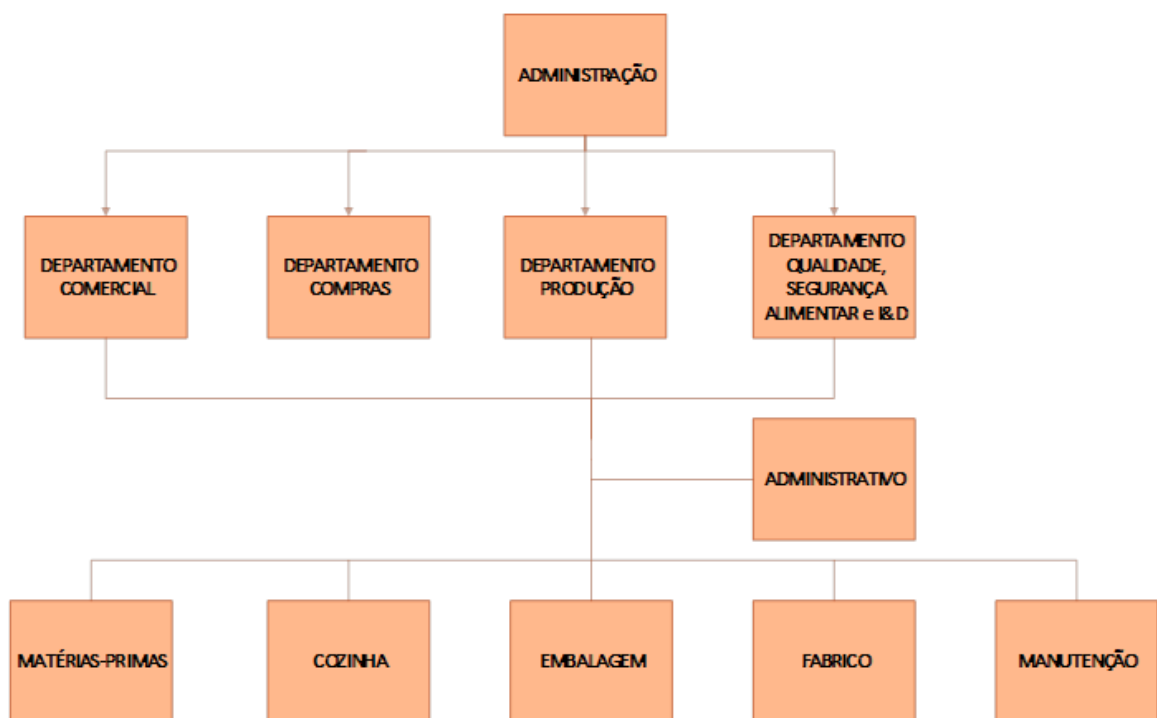 ADMINISTRAÇÃO
DEPARTAMENTO
COMERCIAL
DEPARTAMENTO
COMPRAS
DEPARTAMENTO
PRODUÇÃO
DEPARTAMENTO
QUALIDADE,
SEGURANÇA
ALIMENTAR e I&D
ADMINISTRATIVO
MATÉRIAS-PRIMAS
COZINHA
EMBALAGEM
FABRICO
MANUTENÇÃO